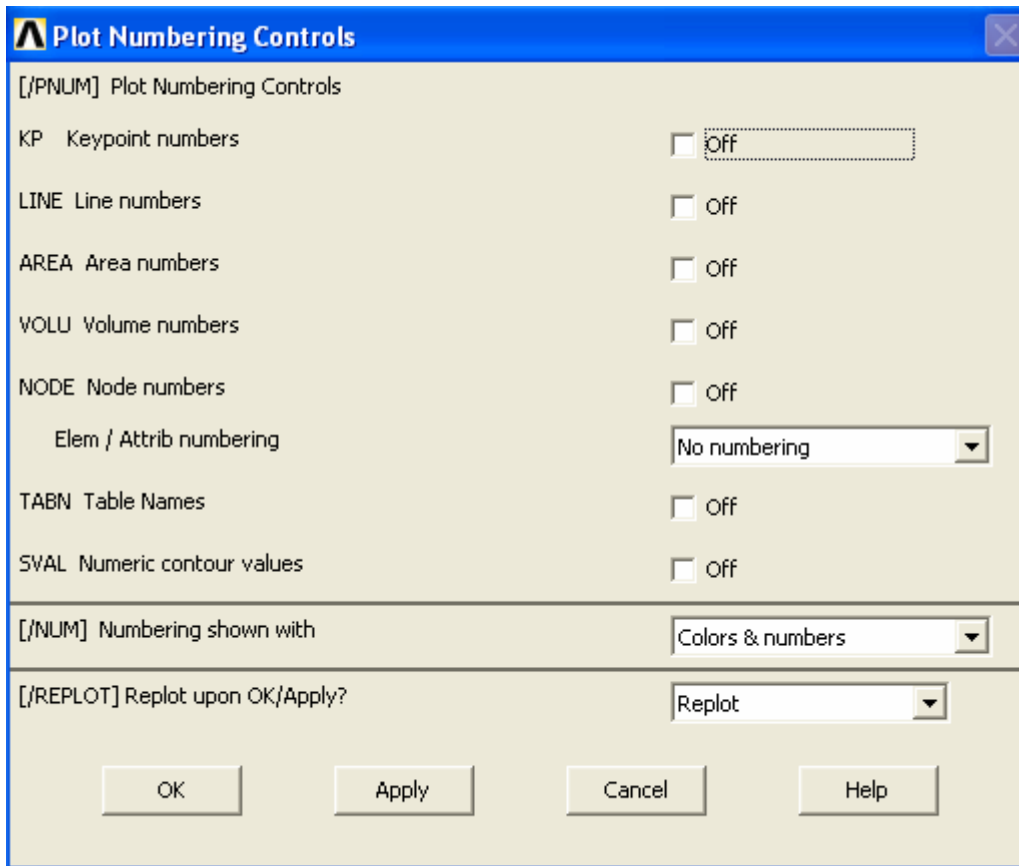 Plot Numbering Controls
[/PNUM] Plot Numbering Controls
KP Keypoint numbers Off
LINE Line numbers Off
AREA Area numbers Off
VOLU Volume numbers Off
NODE Node numbers Off
Elem / Attrib numbering No numbering
TABN Table Names Off
SVAL Numeric contour values Off
[/NUM] Numbering shown with Colors & numbers
[/REPLOT] Replot upon OK/Apply? Replot
OK Apply Cancel Help